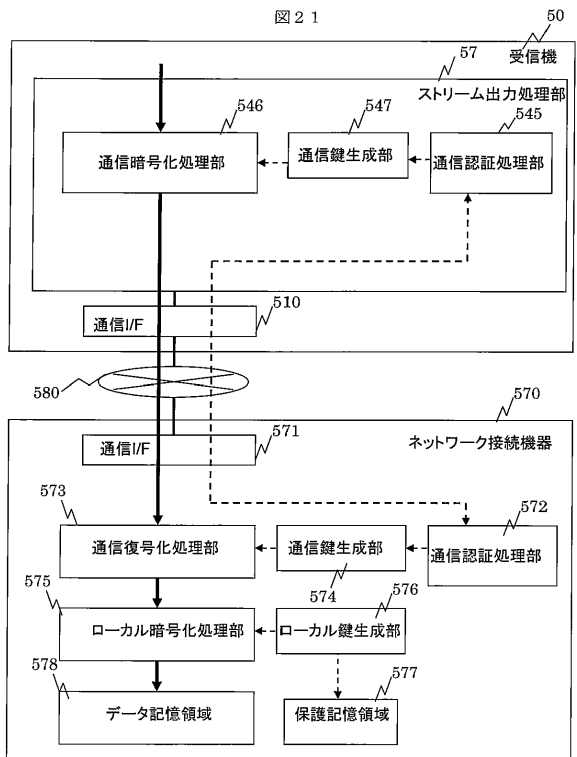 図２１
50
受信機
57
ストリーム出力処理部
546
547
545
通信暗号化処理部
通信鍵生成部
通信認証処理部
510
通信I/F
580
570
571
ネットワーク接続機器
通信I/F
573
572
通信復号化処理部
通信鍵生成部
通信認証処理部
574
575
576
ローカル暗号化処理部
ローカル鍵生成部
578
577
データ記憶領域
保護記憶領域